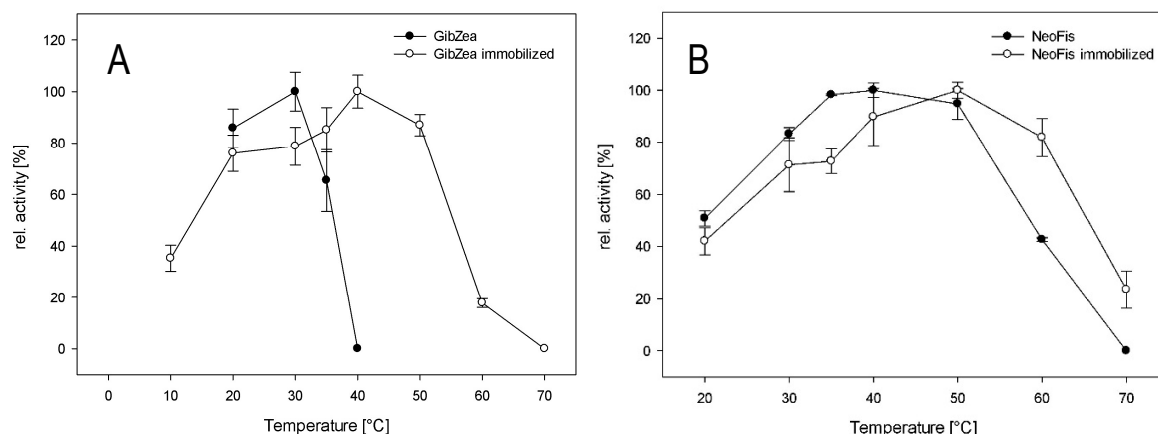 A
GibZea
GibZea immobilized
rel. activity [%]
120
100
80
60
40
20
0
0 10 20 30 40 50 60 70
Temperature [°C]
B
NeoFis
NeoFis immobilized
rel. activity [%]
120
100
80
60
40
20
0
20 30 40 50 60 70
Temperature [°C]